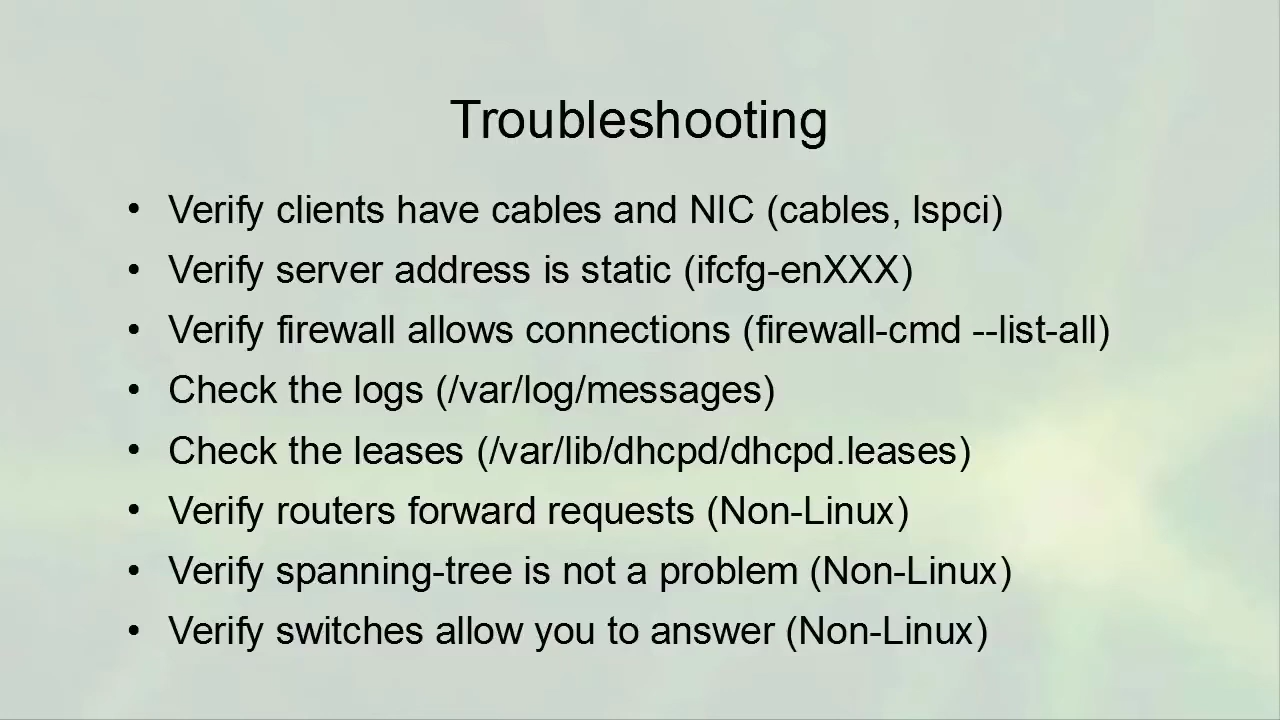 Troubleshooting
• Verify clients have cables and NIC (cables, lspci)
• Verify server address is static (ifcfg-enXXX)
• Verify firewall allows connections (firewall-cmd --list-all)
• Check the logs (/var/log/messages)
• Check the leases (/var/lib/dhcpd/dhcpd.leases)
• Verify routers forward requests (Non-Linux)
• Verify spanning-tree is not a problem (Non-Linux)
• Verify switches allow you to answer (Non-Linux)